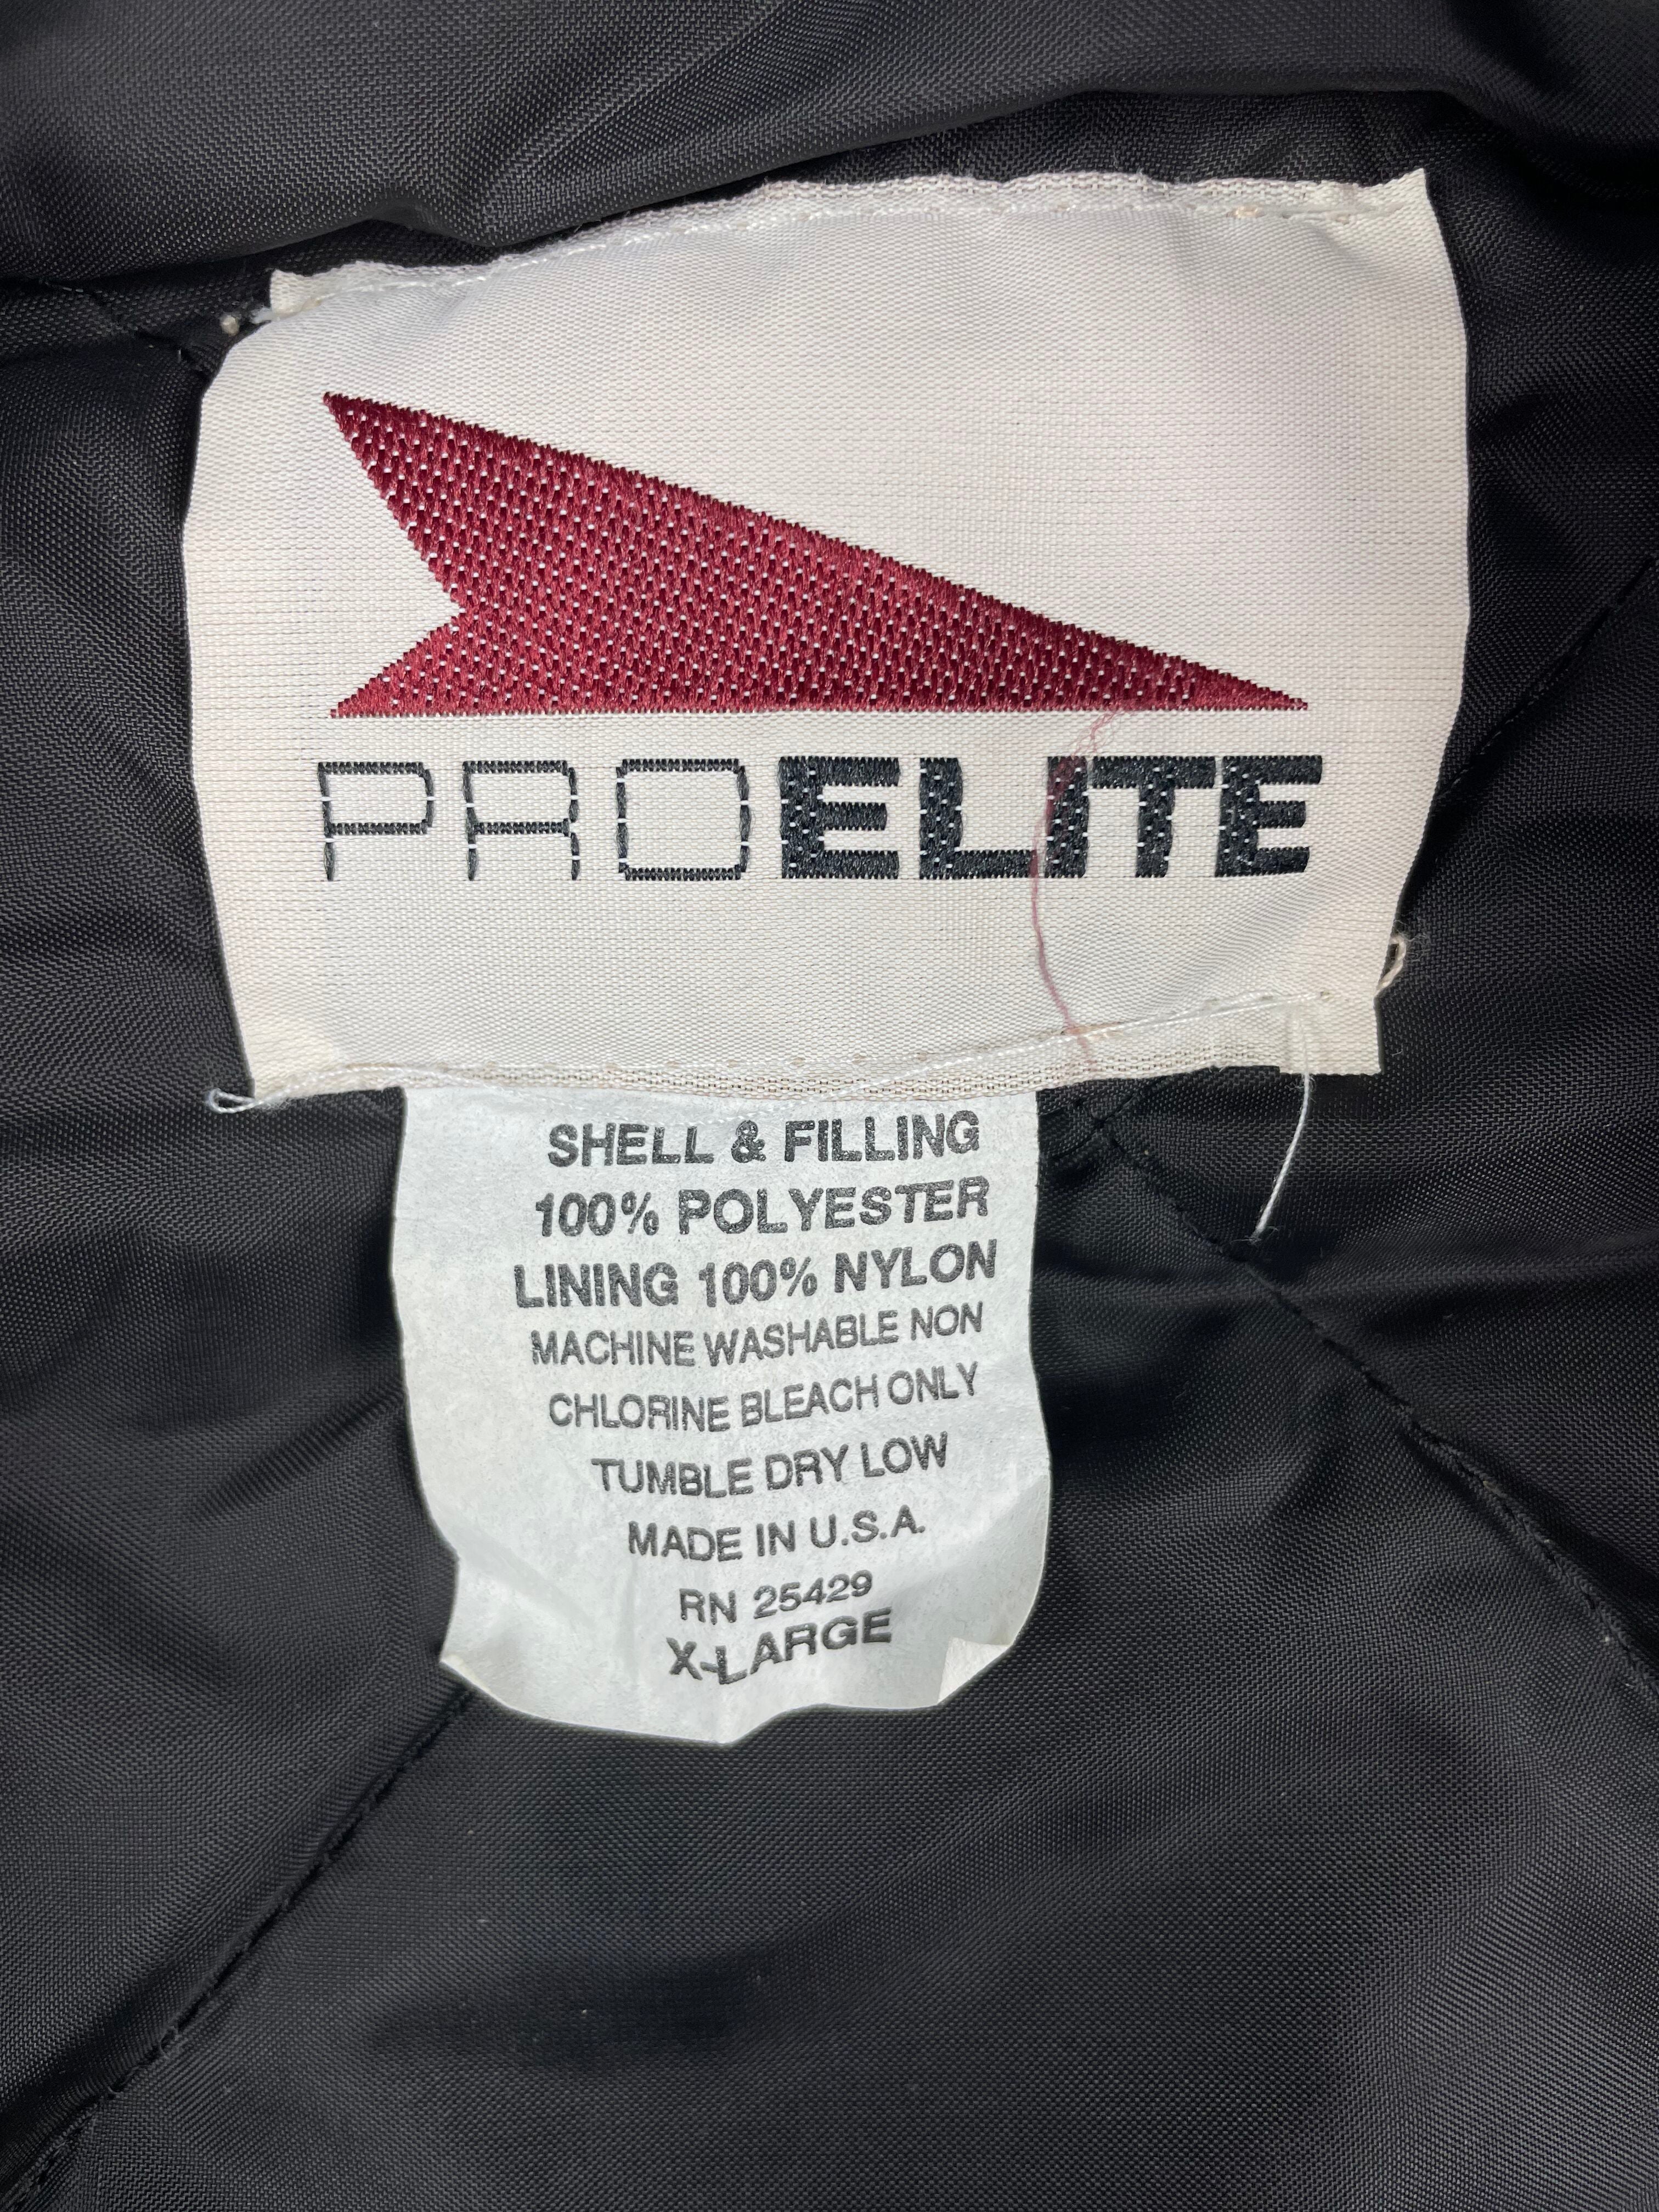 PROELITE
SHELL & FILLING
100% POLYESTER
LINING 100% NYLON
MACHINE WASHABLE NON
CHLORINE BLEACH ONLY
TUMBLE DRY LOW
MADE IN U.S.A.
RN 25429
X-LARGE